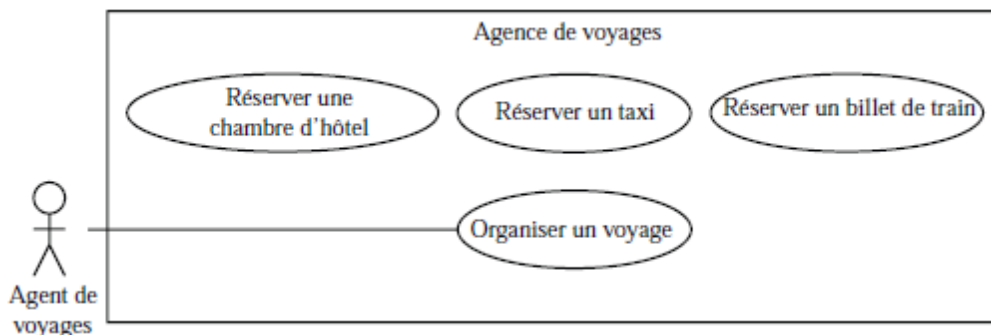 Agence de voyages
Réserver une
chambre d'hôtel
Réserver un taxi
Réserver un billet de train
Organiser un voyage
Agent de
voyages